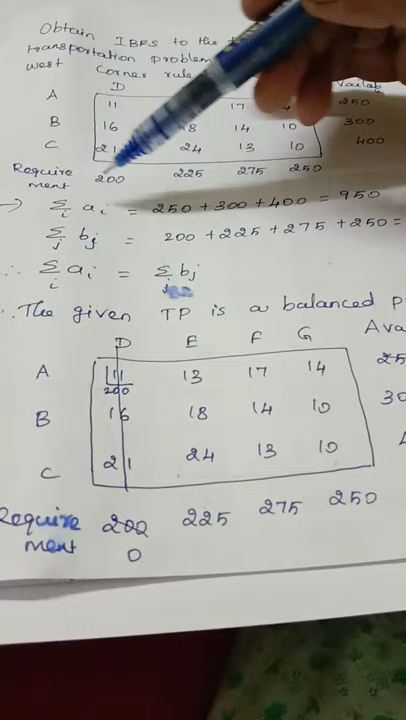 Obtain IBFS to the
transportation problem
west corner rule
D Availab
A 11 17 250
B 16 18 14 10 300
C 21 24 13 10 400
Require
ment 200 225 275 250
→ Σ i ai = 250+300+400 = 950
Σ j bj = 200+225+275+250=
∴ Σ i ai = Σ j bj
∴ The given TP is a balanced P
D E F G Ava
A 11 13 17 14
200
B 16 18 14 10 30
C 21 24 13 10
Require
ment 200 225 275 250
0